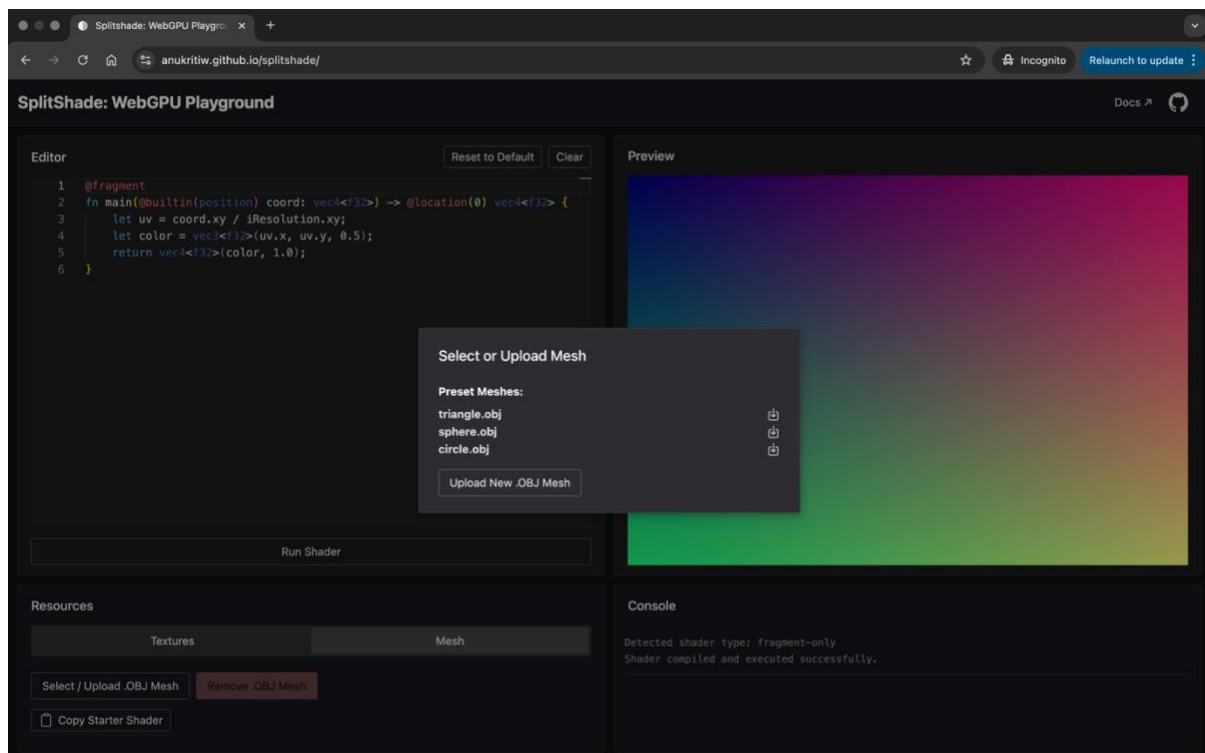 Splitshade: WebGPU Playgro
anukritiw.github.io/splitshade/
Incognito
Relaunch to update
SplitShade: WebGPU Playground
Docs ↗
Editor
Reset to Default
Clear
1 @fragment
2 fn main(@builtin(position) coord: vec4<f32>) -> @location(0) vec4<f32> {
3 let uv = coord.xy / iResolution.xy;
4 let color = vec3<f32>(uv.x, uv.y, 0.5);
5 return vec4<f32>(color, 1.0);
6 }
Run Shader
Preview
Select or Upload Mesh
Preset Meshes:
triangle.obj
sphere.obj
circle.obj
Upload New .OBJ Mesh
Resources
Textures
Mesh
Select / Upload .OBJ Mesh
Remove .OBJ Mesh
Copy Starter Shader
Console
Detected shader type: fragment-only
Shader compiled and executed successfully.